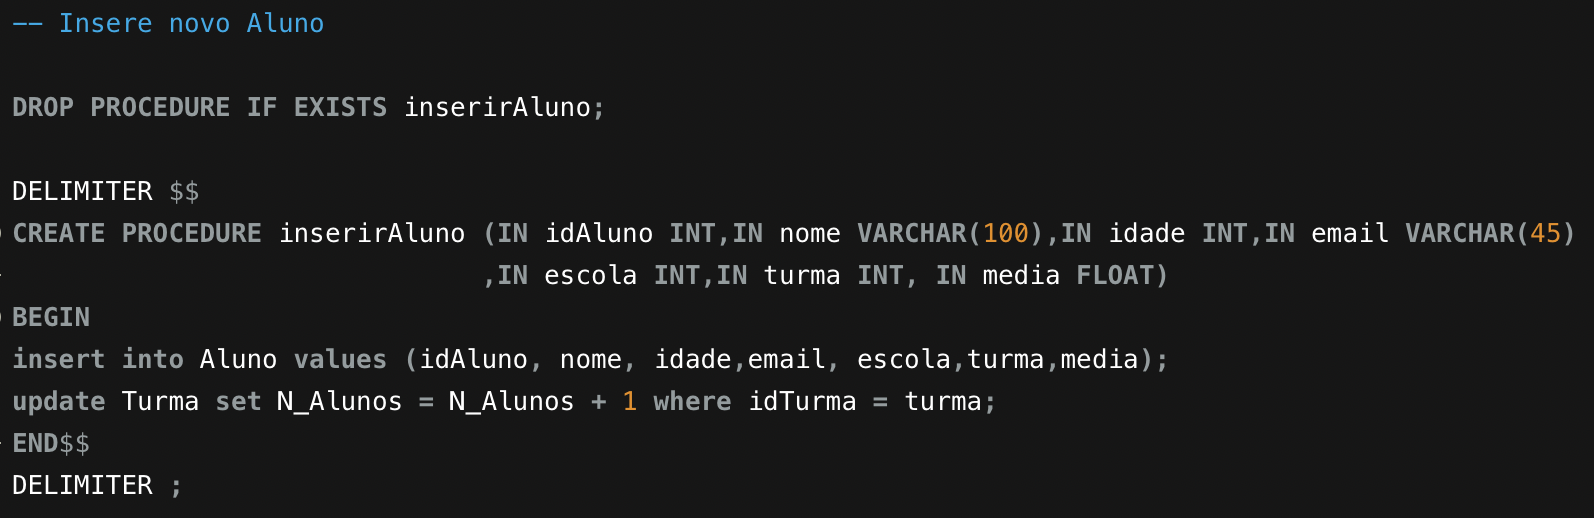 -- Insere novo Aluno
DROP PROCEDURE IF EXISTS inserirAluno;
DELIMITER $$
CREATE PROCEDURE inserirAluno (IN idAluno INT,IN nome VARCHAR(100),IN idade INT,IN email VARCHAR(45)
,IN escola INT,IN turma INT, IN media FLOAT)
BEGIN
insert into Aluno values (idAluno, nome, idade,email, escola,turma,media);
update Turma set N_Alunos = N_Alunos + 1 where idTurma = turma;
END$$
DELIMITER ;